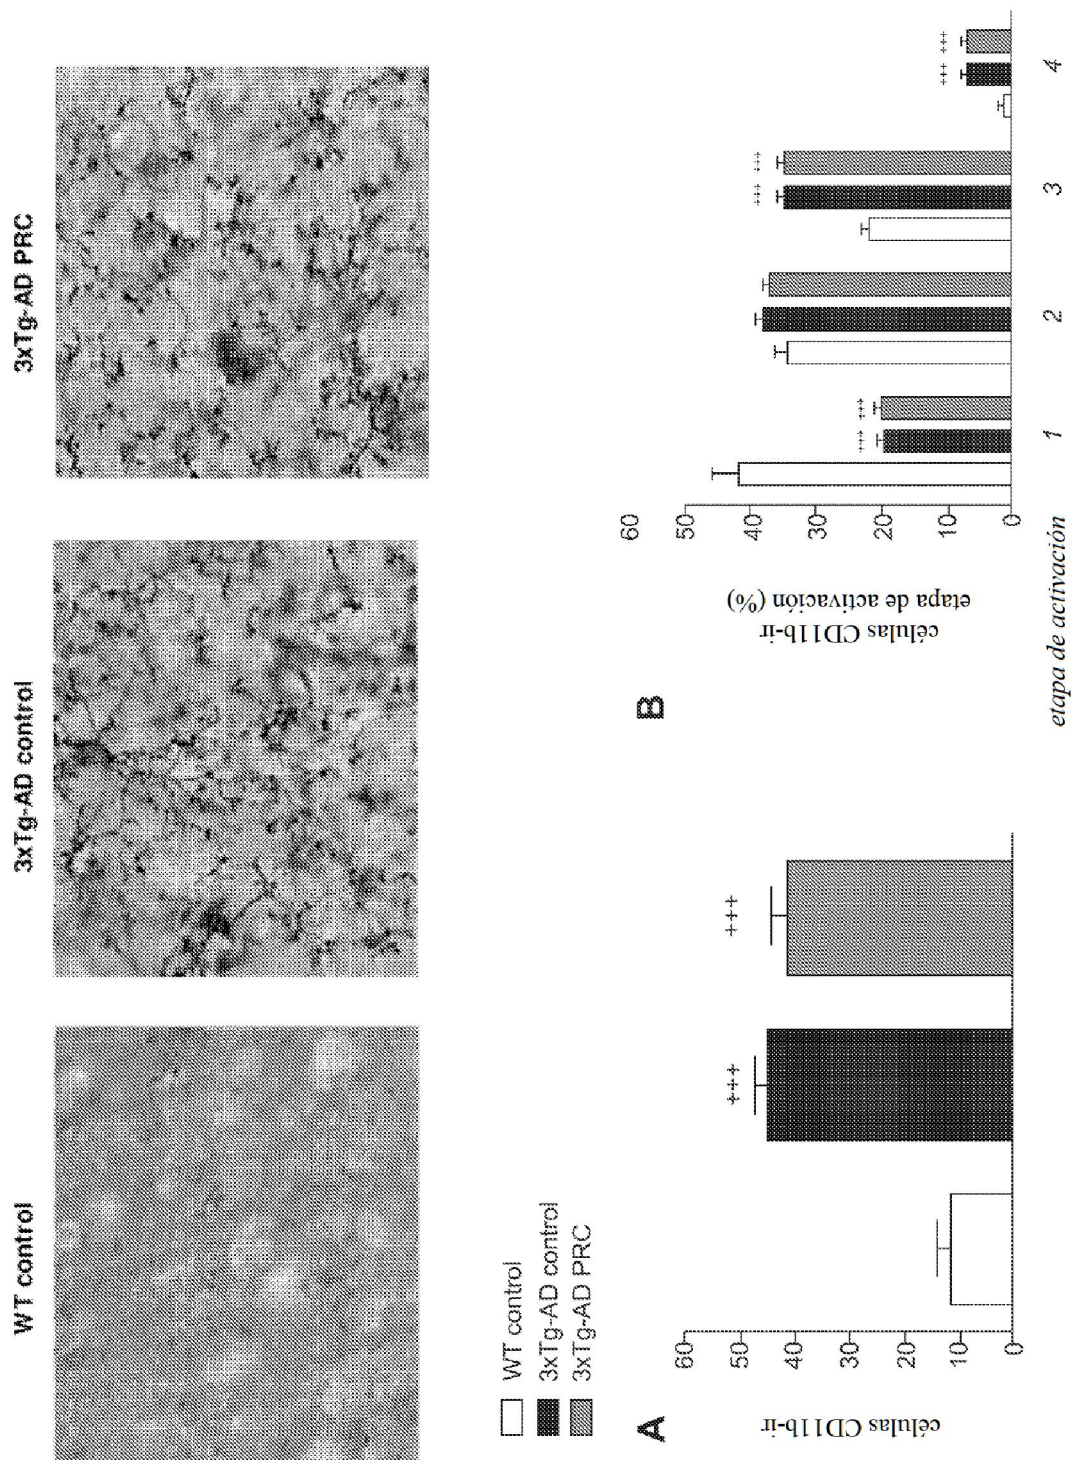 WT control
3xTg-AD control
3xTg-AD PRC
WT control
3xTg-AD control
3xTg-AD PRC
A
células CD11b-ir
60
50
40
30
20
10
0
+++
+++
B
células CD11b-ir
etapa de activación (%)
60
50
40
30
20
10
0
+++
+++
+++
+++
+++
+++
1
2
3
4
etapa de activación